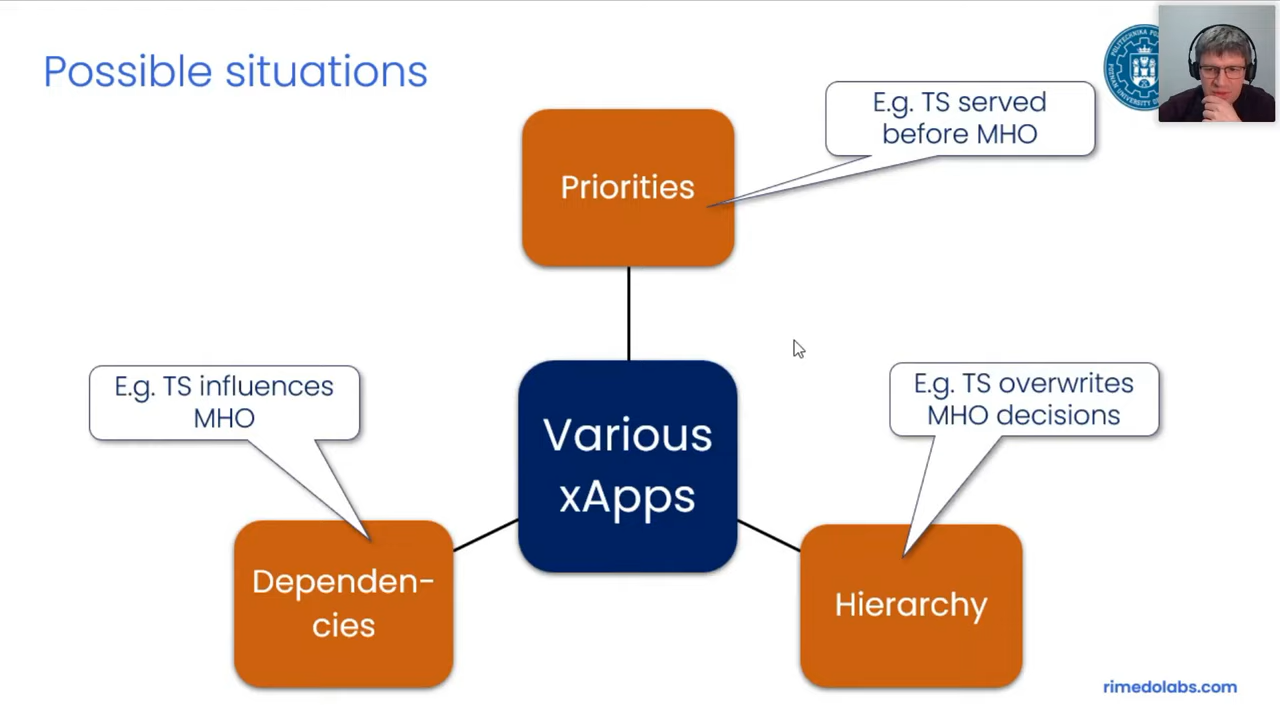 Possible situations
E.g. TS served
before MHO
Priorities
E.g. TS influences
MHO
E.g. TS overwrites
MHO decisions
Various
xApps
Dependen-
cies
Hierarchy
rimedolabs.com